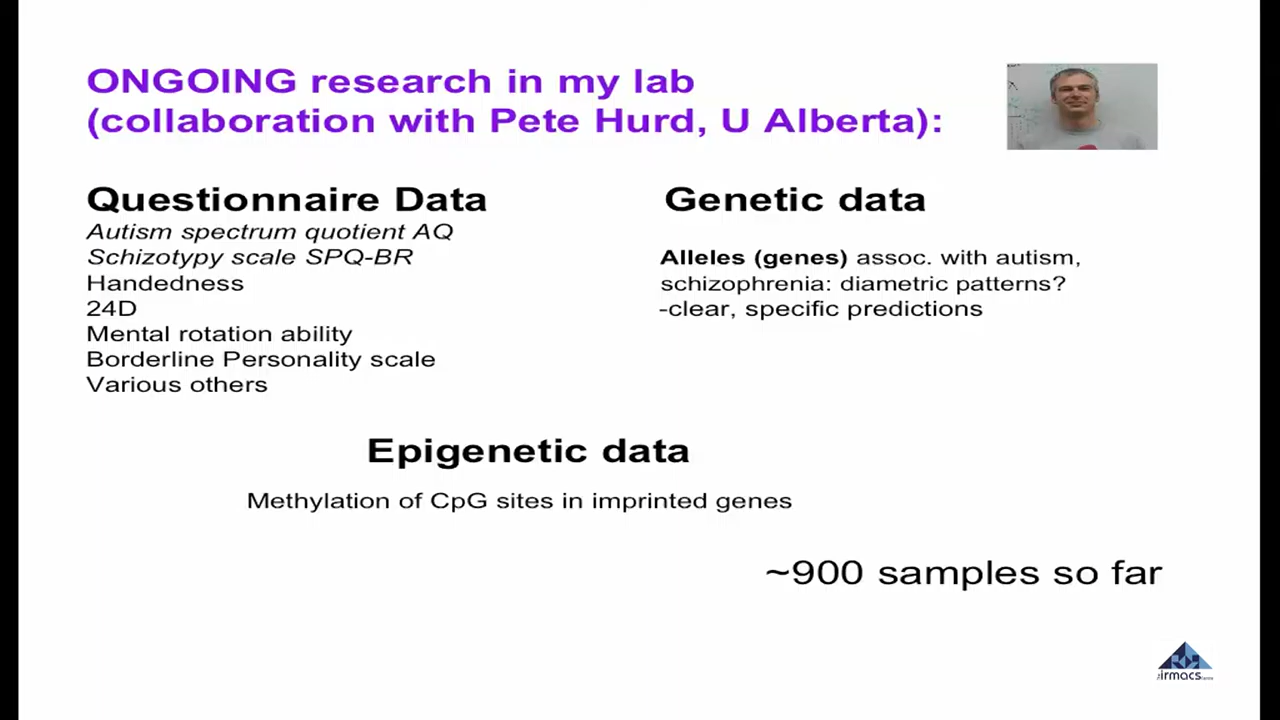 ONGOING research in my lab
(collaboration with Pete Hurd, U Alberta):
Questionnaire Data
Autism spectrum quotient AQ
Schizotypy scale SPQ-BR
Handedness
24D
Mental rotation ability
Borderline Personality scale
Various others
Genetic data
Alleles (genes) assoc. with autism,
schizophrenia: diametric patterns?
-clear, specific predictions
Epigenetic data
Methylation of CpG sites in imprinted genes
~900 samples so far
irmacs